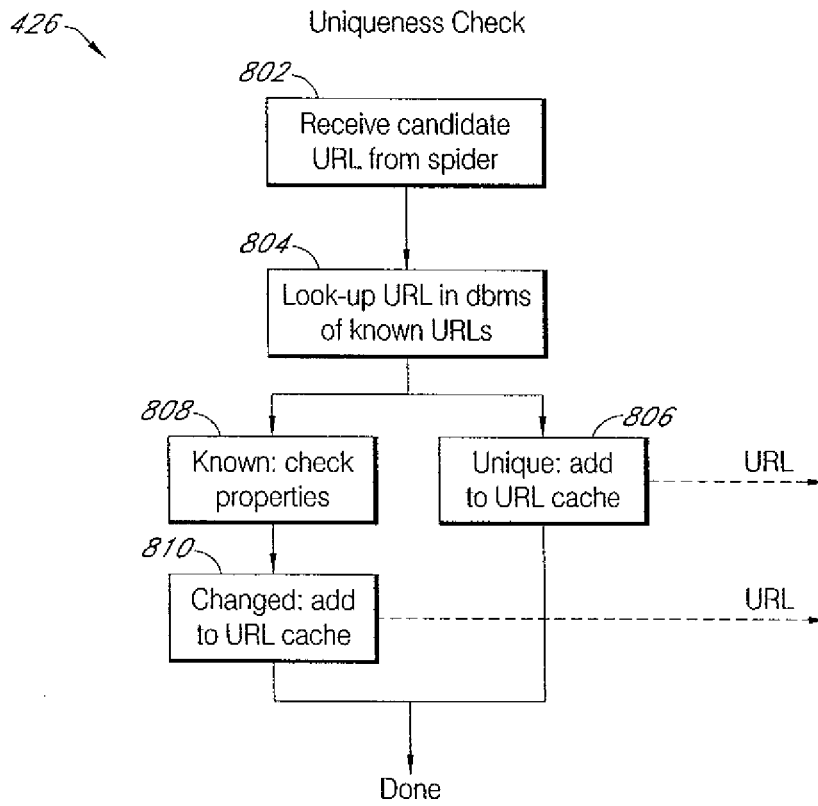 426
Uniqueness Check
802
Receive candidate
URL from spider
804
Look-up URL in dbms
of known URLs
808
Known: check
properties
806
Unique: add
to URL cache
URL
810
Changed: add
to URL cache
URL
Done